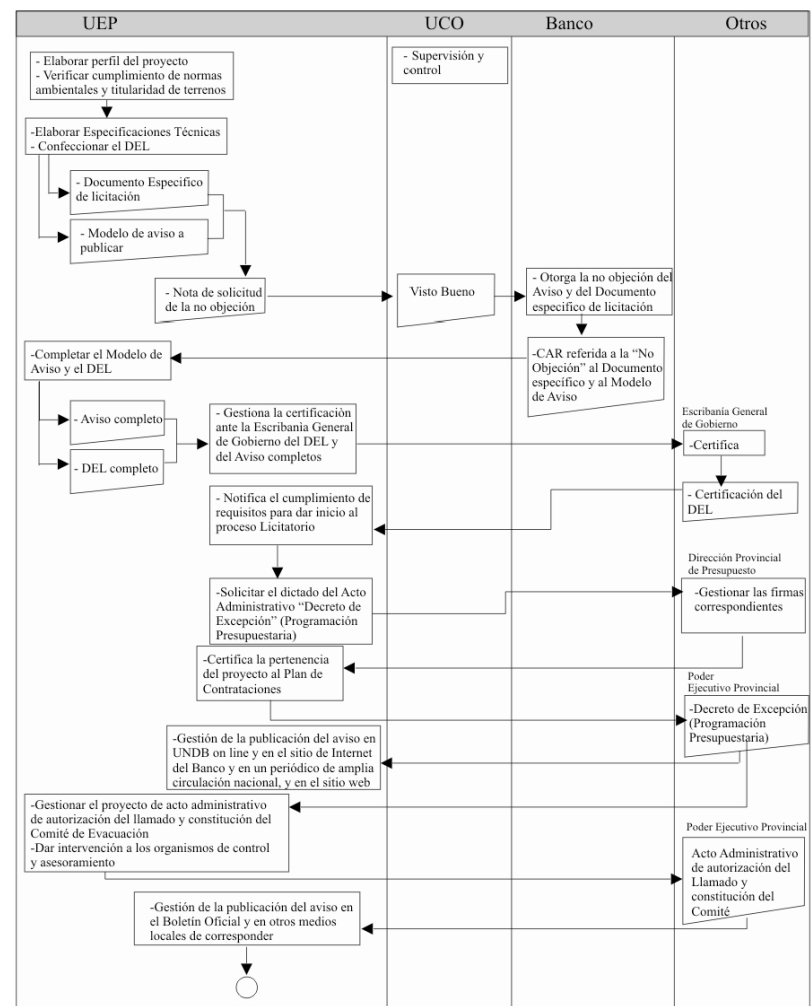 UEP
UCO
Banco
Otros
- Elaborar perfil del proyecto
- Verificar cumplimiento de normas
ambientales y titularidad de terrenos
- Supervisión y
control
-Elaborar Especificaciones Técnicas
- Confeccionar el DEL
- Documento Especifico
de licitación
- Modelo de aviso a
publicar
- Nota de solicitud
de la no objeción
Visto Bueno
- Otorga la no objeción del
Aviso y del Documento
especifico de licitación
-Completar el Modelo de
Aviso y el DEL
-CAR referida a la “No
Objeción” al Documento
específico y al Modelo
de Aviso
- Aviso completo
- DEL completo
- Gestiona la certificaciòn
ante la Escribanìa General
de Gobierno del DEL y
del Aviso completos
Escribanía General
de Gobierno
-Certifica
- Certificación del
DEL
- Notifica el cumplimiento de
requisitos para dar inicio al
proceso Licitatorio
Dirección Provincial
de Presupuesto
-Solicitar el dictado del Acto
Administrativo “Decreto de
Excepción” (Programación
Presupuestaria)
-Gestionar las firmas
correspondientes
-Certifica la pertenencia
del proyecto al Plan de
Contrataciones
Poder
Ejecutivo Provincial
-Decreto de Excepción
(Programación
Presupuestaria)
-Gestión de la publicación del aviso en
UNDB on line y en el sitio de Internet
del Banco y en un periódico de amplia
circulación nacional, y en el sitio web
-Gestionar el proyecto de acto administrativo
de autorización del llamado y constitución del
Comité de Evacuación
-Dar intervención a los organismos de control
y asesoramiento
Poder Ejecutivo Provincial
Acto Administrativo
de autorización del
Llamado y
constitución del
Comité
-Gestión de la publicación del aviso en
el Boletín Oficial y en otros medios
locales de corresponder